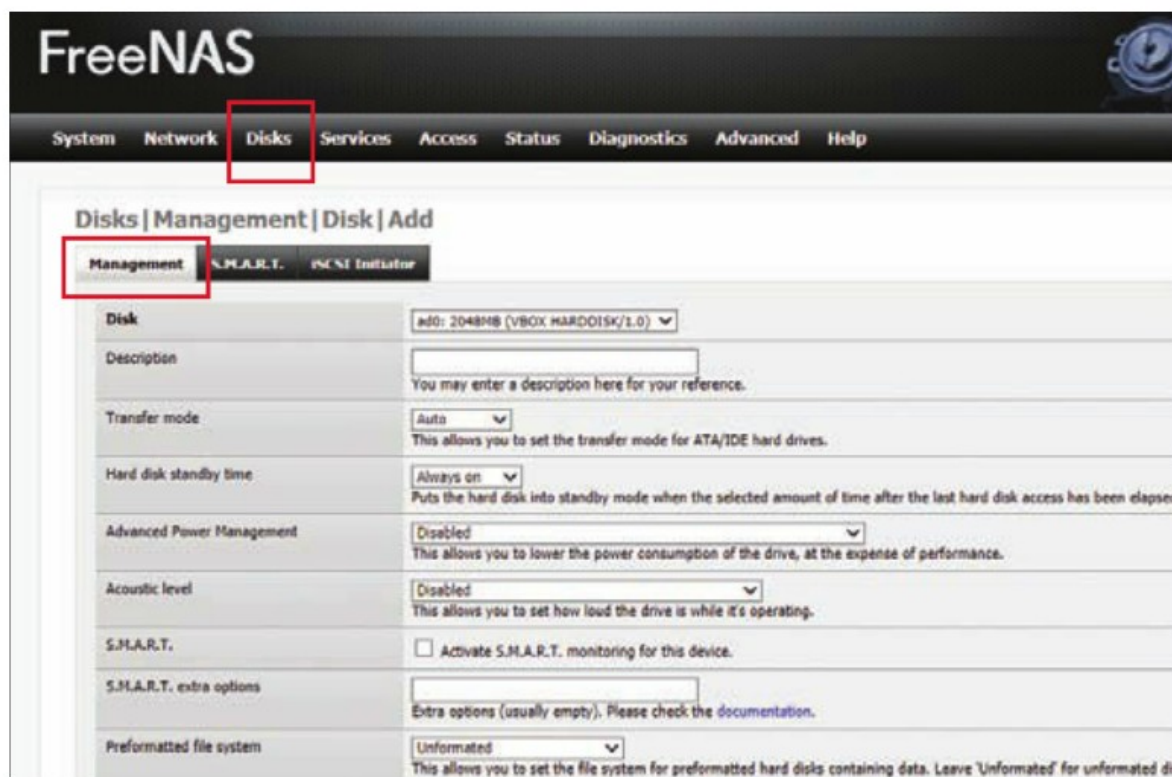 FreeNAS
System Network Disks Services Access Status Diagnostics Advanced Help
Disks|Management|Disk|Add
Management S.M.A.R.T. iSCSI Initiator
Disk ad0: 2048MB (VBOX HARDDISK/1.0)
Description
You may enter a description here for your reference.
Transfer mode Auto
This allows you to set the transfer mode for ATA/IDE hard drives.
Hard disk standby time Always on
Puts the hard disk into standby mode when the selected amount of time after the last hard disk access has been elapse
Advanced Power Management Disabled
This allows you to lower the power consumption of the drive, at the expense of performance.
Acoustic level Disabled
This allows you to set how loud the drive is while it's operating.
S.M.A.R.T. Activate S.M.A.R.T. monitoring for this device.
S.M.A.R.T. extra options
Extra options (usually empty). Please check the documentation.
Preformatted file system Unformated
This allows you to set the file system for preformatted hard disks containing data. Leave 'Unformated' for unformated di